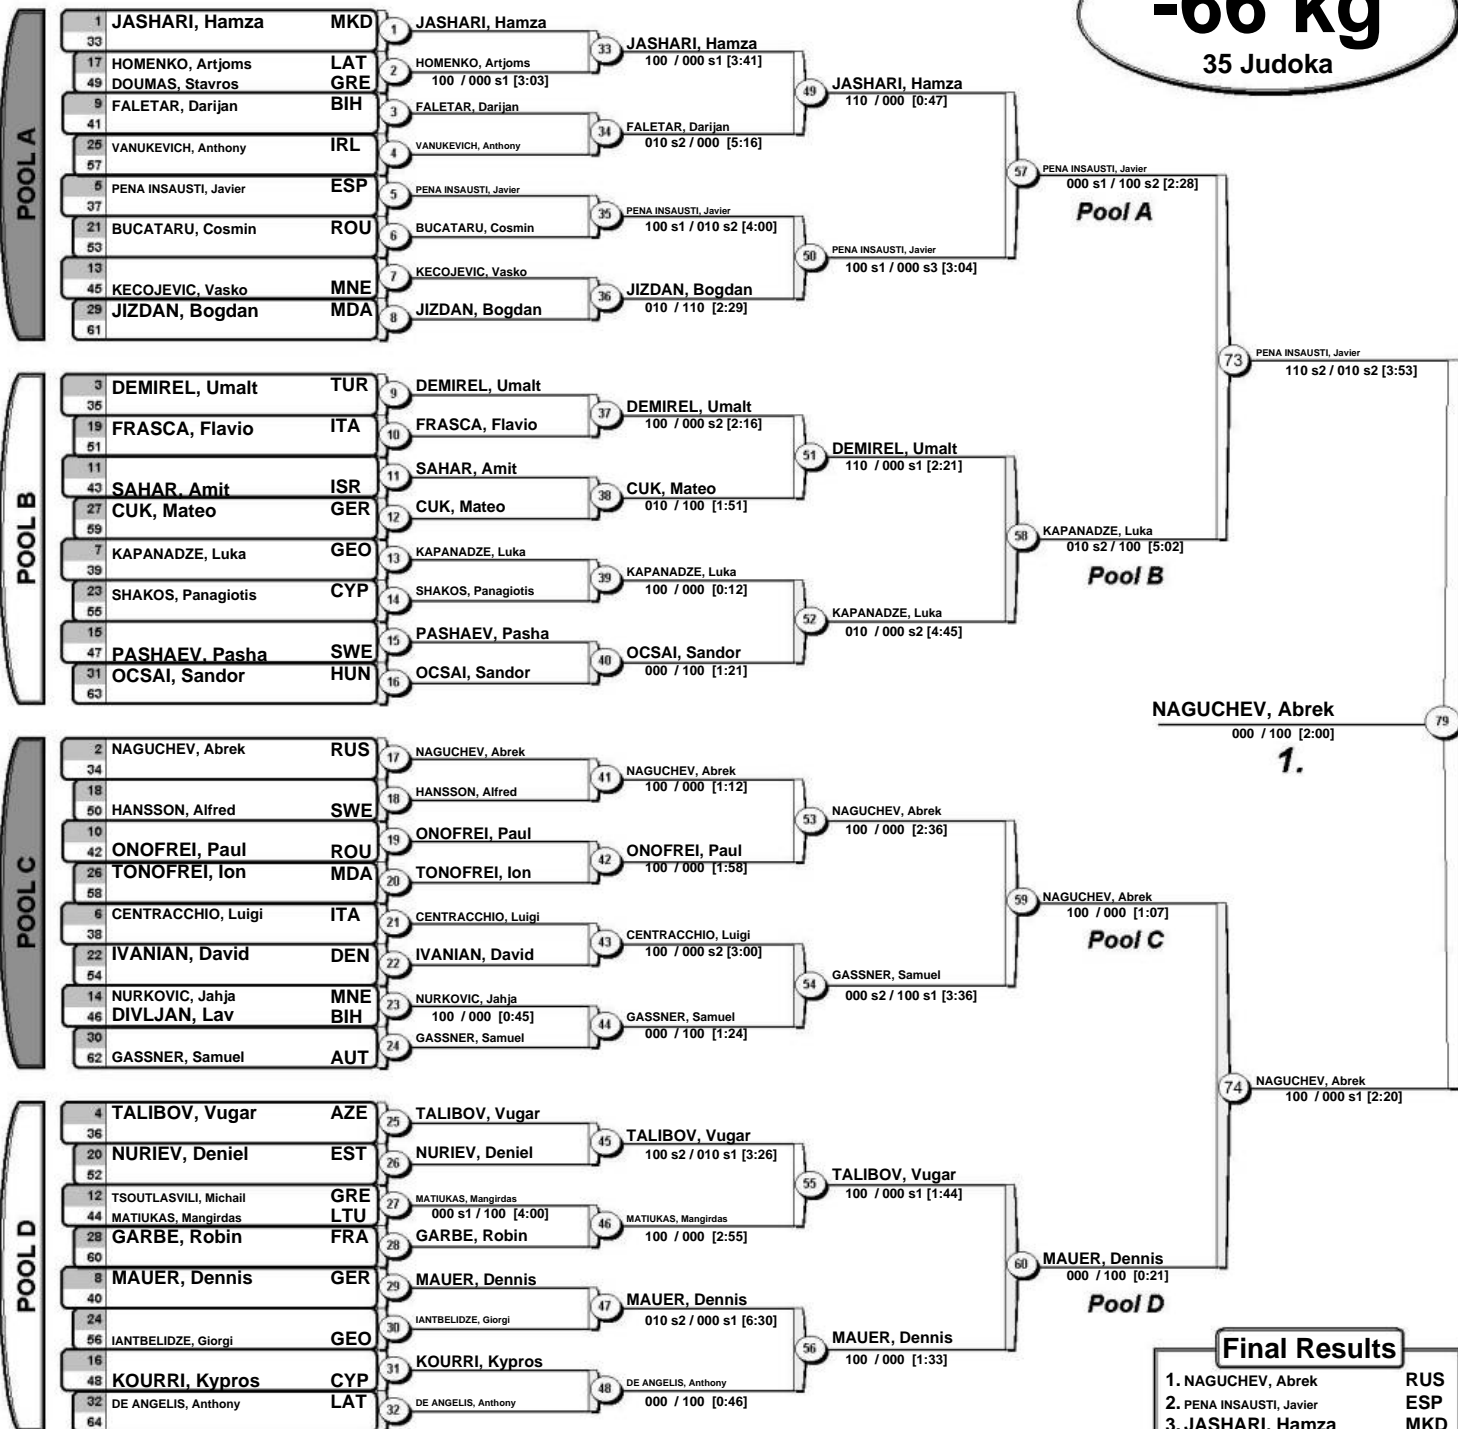 -66 kg
35 Judoka
POOL A
1 JASHARI, Hamza MKD
33
17 HOMENKO, Artjoms LAT
49 DOUMAS, Stavros GRE
9 FALETAR, Darijan BIH
41
25 VANUKEVICH, Anthony IRL
57
5 PENA INSAUSTI, Javier ESP
37
21 BUCATARU, Cosmin ROU
53
13
45 KECOJEVIC, Vasko MNE
29 JIZDAN, Bogdan MDA
61
1 JASHARI, Hamza
2 HOMENKO, Artjoms
100 / 000 s1 [3:03]
3 FALETAR, Darijan
4 VANUKEVICH, Anthony
5 PENA INSAUSTI, Javier
6 BUCATARU, Cosmin
7 KECOJEVIC, Vasko
8 JIZDAN, Bogdan
33 JASHARI, Hamza
100 / 000 s1 [3:41]
34 FALETAR, Darijan
010 s2 / 000 [5:16]
35 PENA INSAUSTI, Javier
100 s1 / 010 s2 [4:00]
36 JIZDAN, Bogdan
010 / 110 [2:29]
49 JASHARI, Hamza
110 / 000 [0:47]
50 PENA INSAUSTI, Javier
100 s1 / 000 s3 [3:04]
57 PENA INSAUSTI, Javier
000 s1 / 100 s2 [2:28]
Pool A
POOL B
3 DEMIREL, Umalt TUR
35
19 FRASCA, Flavio ITA
51
11
43 SAHAR, Amit ISR
27 CUK, Mateo GER
59
7 KAPANADZE, Luka GEO
39
23 SHAKOS, Panagiotis CYP
55
15
47 PASHAEV, Pasha SWE
31 OCSAI, Sandor HUN
63
9 DEMIREL, Umalt
10 FRASCA, Flavio
11 SAHAR, Amit
12 CUK, Mateo
13 KAPANADZE, Luka
14 SHAKOS, Panagiotis
15 PASHAEV, Pasha
16 OCSAI, Sandor
37 DEMIREL, Umalt
100 / 000 s2 [2:16]
38 CUK, Mateo
010 / 100 [1:51]
39 KAPANADZE, Luka
100 / 000 [0:12]
40 OCSAI, Sandor
000 / 100 [1:21]
51 DEMIREL, Umalt
110 / 000 s1 [2:21]
52 KAPANADZE, Luka
010 / 000 s2 [4:45]
58 KAPANADZE, Luka
010 s2 / 100 [5:02]
Pool B
73 PENA INSAUSTI, Javier
110 s2 / 010 s2 [3:53]
NAGUCHEV, Abrek 79
000 / 100 [2:00]
1.
POOL C
2 NAGUCHEV, Abrek RUS
34
18
50 HANSSON, Alfred SWE
10
42 ONOFREI, Paul ROU
26 TONOFREI, Ion MDA
58
6 CENTRACCHIO, Luigi ITA
38
22 IVANIAN, David DEN
54
14 NURKOVIC, Jahja MNE
46 DIVLJAN, Lav BIH
30
62 GASSNER, Samuel AUT
17 NAGUCHEV, Abrek
18 HANSSON, Alfred
19 ONOFREI, Paul
20 TONOFREI, Ion
21 CENTRACCHIO, Luigi
22 IVANIAN, David
23 NURKOVIC, Jahja
100 / 000 [0:45]
24 GASSNER, Samuel
41 NAGUCHEV, Abrek
100 / 000 [1:12]
42 ONOFREI, Paul
100 / 000 [1:58]
43 CENTRACCHIO, Luigi
100 / 000 s2 [3:00]
44 GASSNER, Samuel
000 / 100 [1:24]
53 NAGUCHEV, Abrek
100 / 000 [2:36]
54 GASSNER, Samuel
000 s2 / 100 s1 [3:36]
59 NAGUCHEV, Abrek
100 / 000 [1:07]
Pool C
POOL D
4 TALIBOV, Vugar AZE
36
20 NURIEV, Deniel EST
52
12 TSOUTLASVILI, Michail GRE
44 MATIUKAS, Mangirdas LTU
28 GARBE, Robin FRA
60
8 MAUER, Dennis GER
40
24
56 IANTBELIDZE, Giorgi GEO
16
48 KOURRI, Kypros CYP
32 DE ANGELIS, Anthony LAT
64
25 TALIBOV, Vugar
26 NURIEV, Deniel
27 MATIUKAS, Mangirdas
000 s1 / 100 [4:00]
28 GARBE, Robin
29 MAUER, Dennis
30 IANTBELIDZE, Giorgi
31 KOURRI, Kypros
32 DE ANGELIS, Anthony
45 TALIBOV, Vugar
100 s2 / 010 s1 [3:26]
46 MATIUKAS, Mangirdas
100 / 000 [2:55]
47 MAUER, Dennis
010 s2 / 000 s1 [6:30]
48 DE ANGELIS, Anthony
000 / 100 [0:46]
55 TALIBOV, Vugar
100 / 000 s1 [1:44]
56 MAUER, Dennis
100 / 000 [1:33]
60 MAUER, Dennis
000 / 100 [0:21]
Pool D
74 NAGUCHEV, Abrek
100 / 000 s1 [2:20]
Final Results
1. NAGUCHEV, Abrek RUS
2. PENA INSAUSTI, Javier ESP
3. JASHARI, Hamza MKD